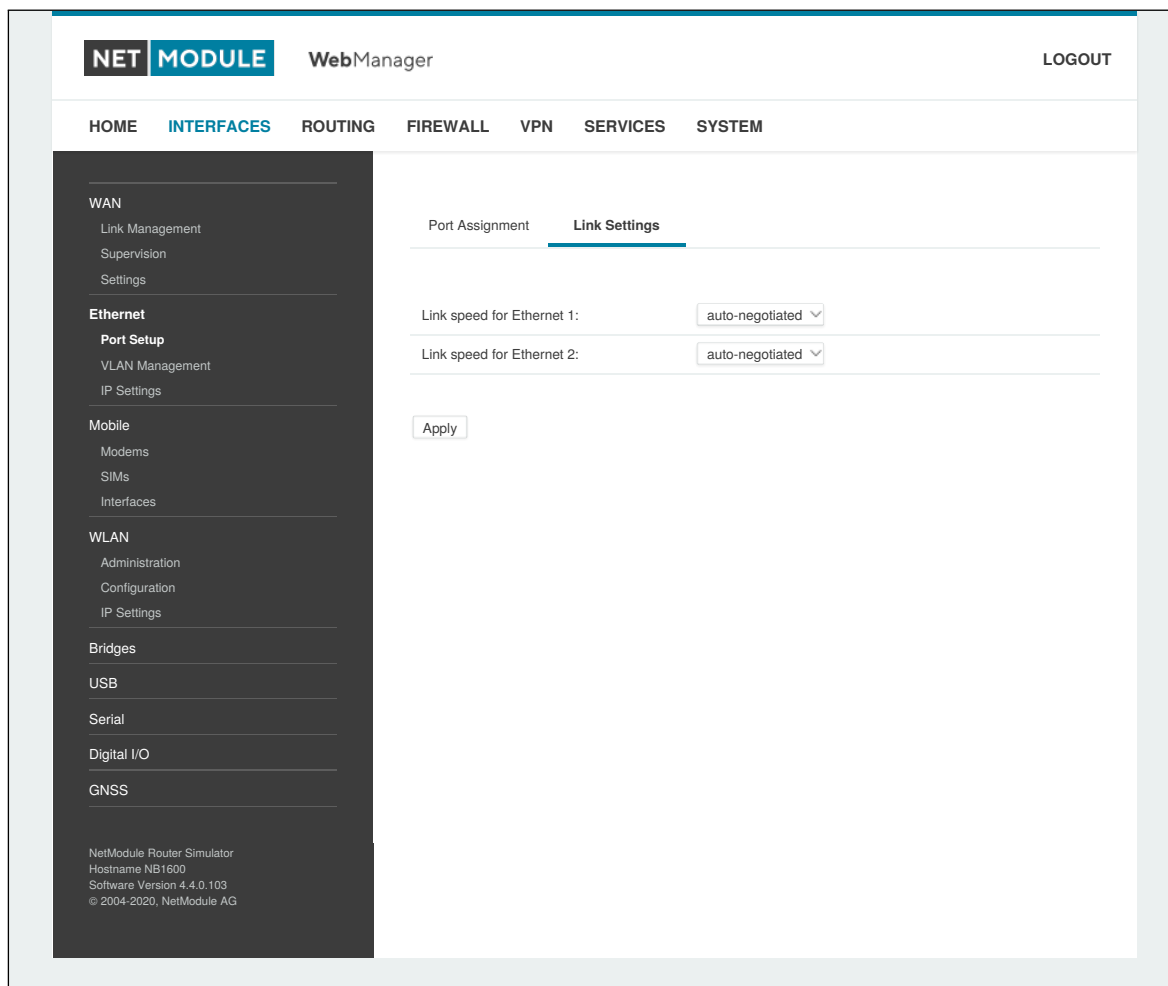 NET MODULE WebManager LOGOUT
HOME INTERFACES ROUTING FIREWALL VPN SERVICES SYSTEM
WAN
Link Management
Supervision
Settings
Ethernet
Port Setup
VLAN Management
IP Settings
Mobile
Modems
SIMs
Interfaces
WLAN
Administration
Configuration
IP Settings
Bridges
USB
Serial
Digital I/O
GNSS
NetModule Router Simulator
Hostname NB1600
Software Version 4.4.0.103
© 2004-2020, NetModule AG
Port Assignment Link Settings
Link speed for Ethernet 1: auto-negotiated
Link speed for Ethernet 2: auto-negotiated
Apply